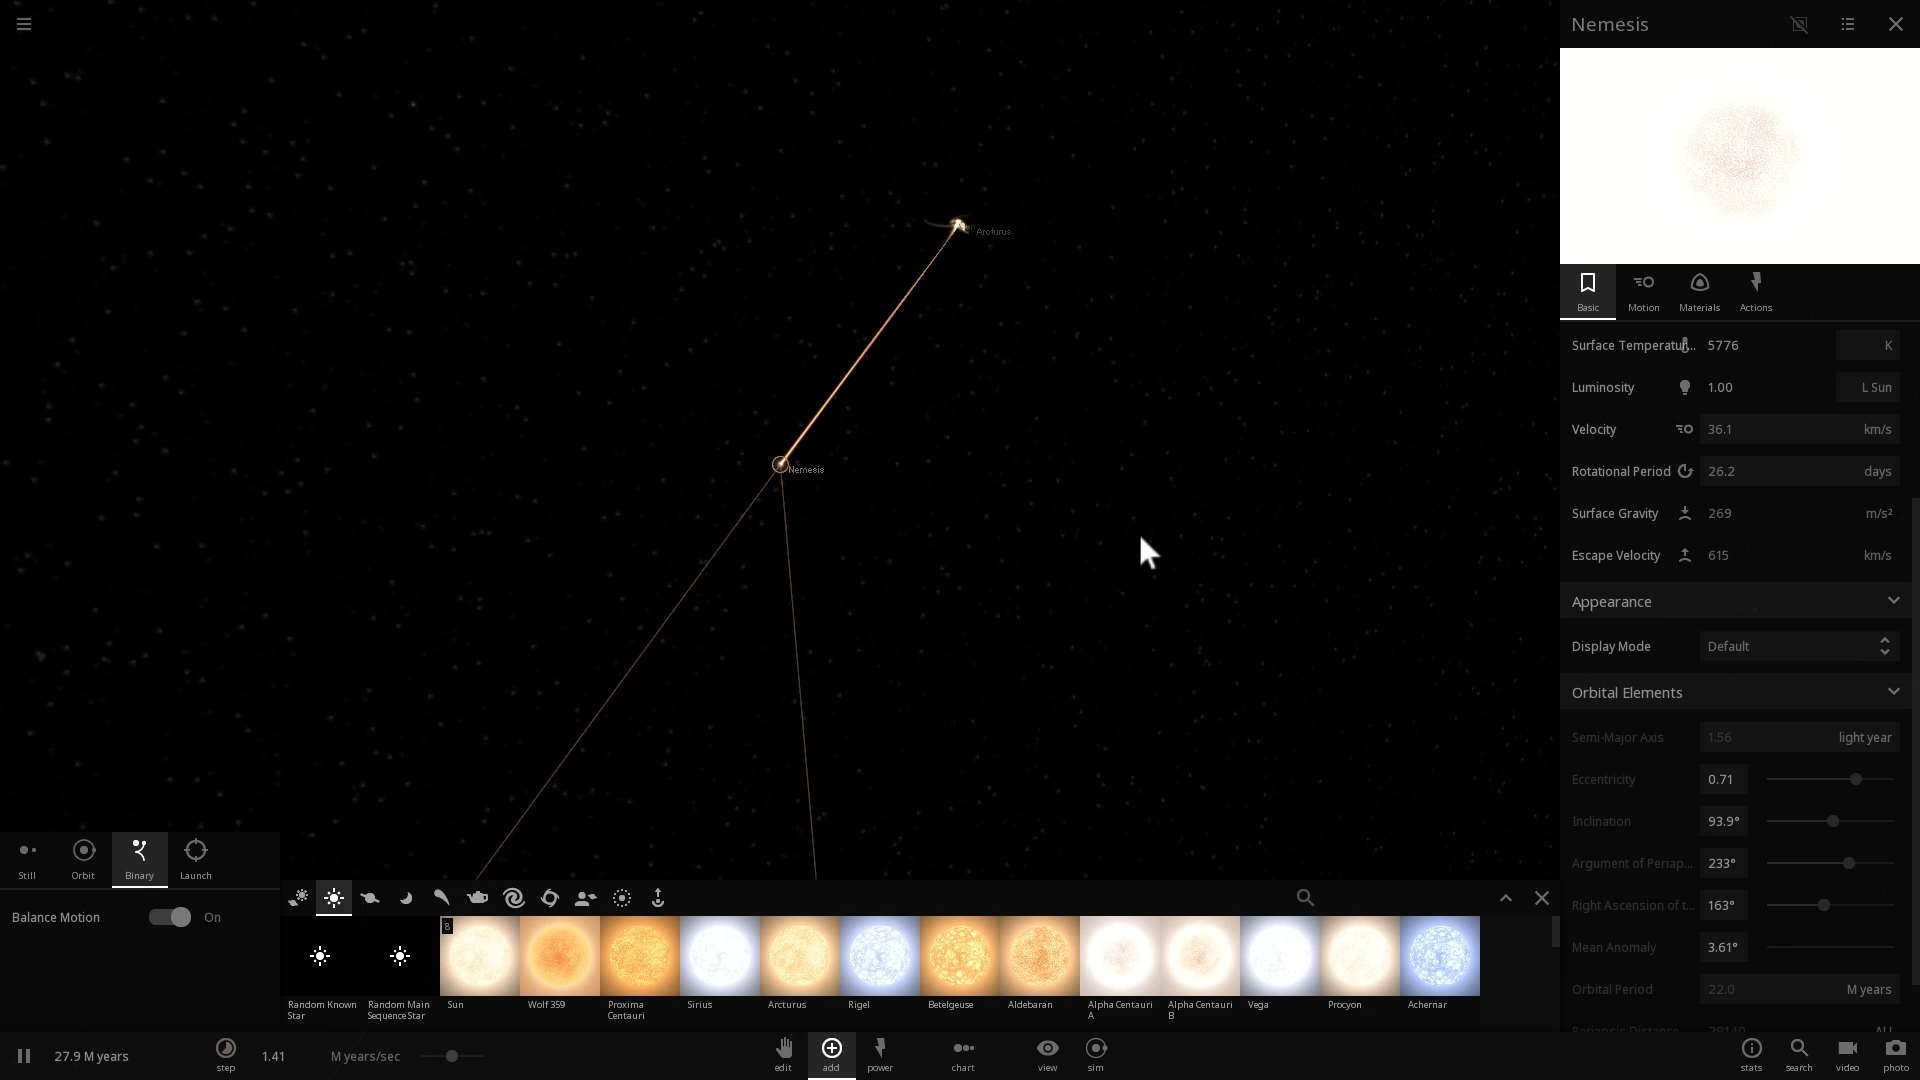 Nemesis
Arcturus
Nemesis
Basic
Motion
Materials
Actions
Surface Temperatur...
5776
K
Luminosity
1.00
L Sun
Velocity
36.1
km/s
Rotational Period
26.2
days
Surface Gravity
269
m/s²
Escape Velocity
615
km/s
Appearance
Display Mode
Default
Orbital Elements
Semi-Major Axis
1.56
light year
Eccentricity
0.71
Inclination
93.9°
Argument of Periap...
233°
Right Ascension of t...
163°
Mean Anomaly
3.61°
Orbital Period
22.0
M years
Periapsis Distance
AU
Still
Orbit
Binary
Launch
Balance Motion
On
8
Random Known
Star
Random Main
Sequence Star
Sun
Wolf 359
Proxima
Centauri
Sirius
Arcturus
Rigel
Betelgeuse
Aldebaran
Alpha Centauri
A
Alpha Centauri
B
Vega
Procyon
Achernar
27.9 M years
step
1.41
M years/sec
edit
add
power
chart
view
sim
stats
search
video
photo